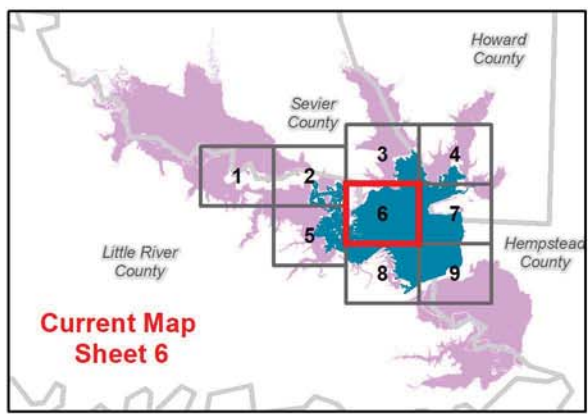 Howard
County
Sevier
County
3
4
1
2
6
7
5
Little River
County
Hempstead
County
8
9
Current Map
Sheet 6